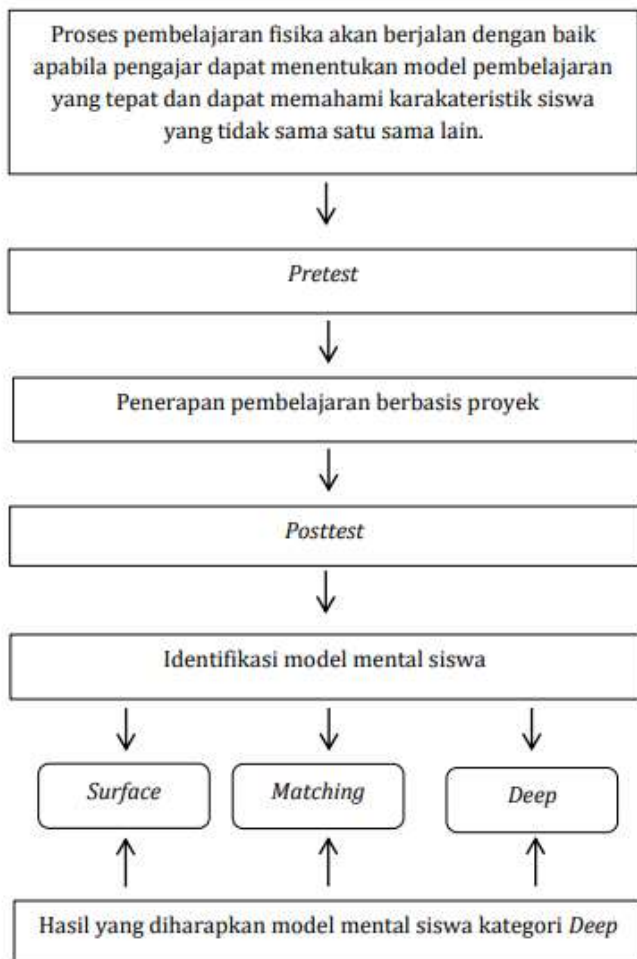 Proses pembelajaran fisika akan berjalan dengan baik
apabila pengajar dapat menentukan model pembelajaran
yang tepat dan dapat memahami karakateristik siswa
yang tidak sama satu sama lain.
Pretest
Penerapan pembelajaran berbasis proyek
Posttest
Identifikasi model mental siswa
Surface
Matching
Deep
Hasil yang diharapkan model mental siswa kategori Deep